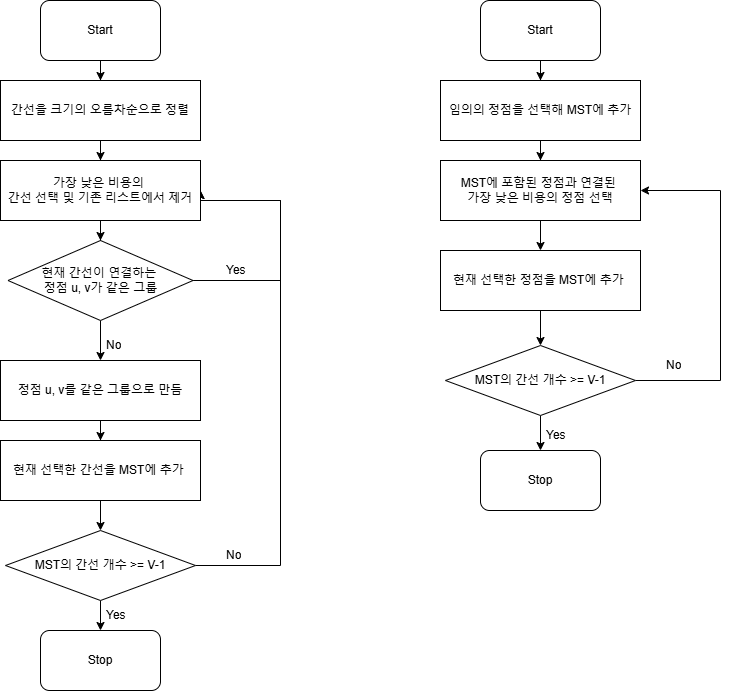 Start
간선을 크기의 오름차순으로 정렬
가장 낮은 비용의
간선 선택 및 기존 리스트에서 제거
현재 간선이 연결하는
정점 u, v가 같은 그룹
Yes
No
정점 u, v를 같은 그룹으로 만듬
현재 선택한 간선을 MST에 추가
MST의 간선 개수 >= V-1
No
Yes
Stop
Start
임의의 정점을 선택해 MST에 추가
MST에 포함된 정점과 연결된
가장 낮은 비용의 정점 선택
현재 선택한 정점을 MST에 추가
MST의 간선 개수 >= V-1
No
Yes
Stop